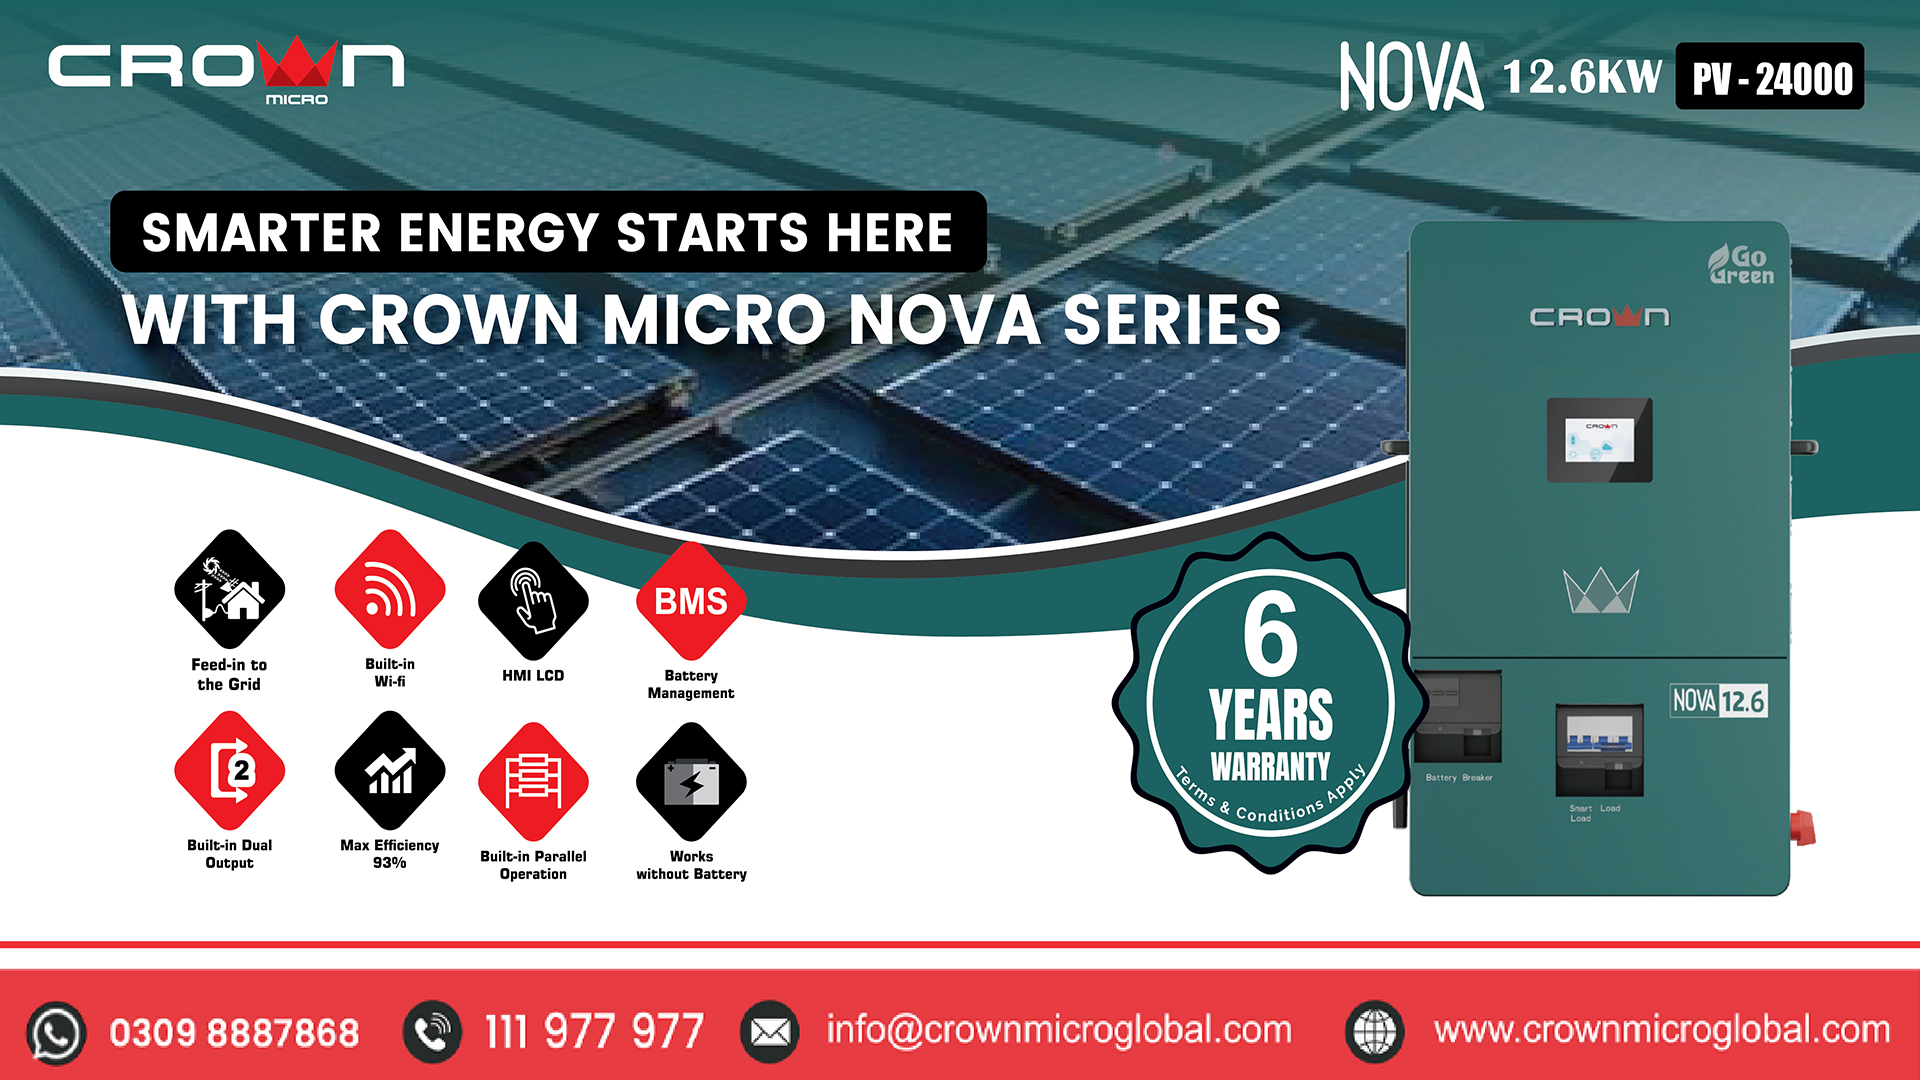 CROWN
MICRO
NOVA 12.6KW PV - 24000
SMARTER ENERGY STARTS HERE
WITH CROWN MICRO NOVA SERIES
Go
Green
CROWN
CROWN
Feed-in to
the Grid
Built-in
Wi-fi
HMI LCD
BMS
Battery
Management
2
Built-in Dual
Output
Max Efficiency
93%
Built-in Parallel
Operation
Works
without Battery
6
YEARS
WARRANTY
Terms & Conditions Apply
NOVA 12.6
Battery Breaker
Smart Load
Load
0309 8887868
111 977 977
info@crownmicroglobal.com
www.crownmicroglobal.com